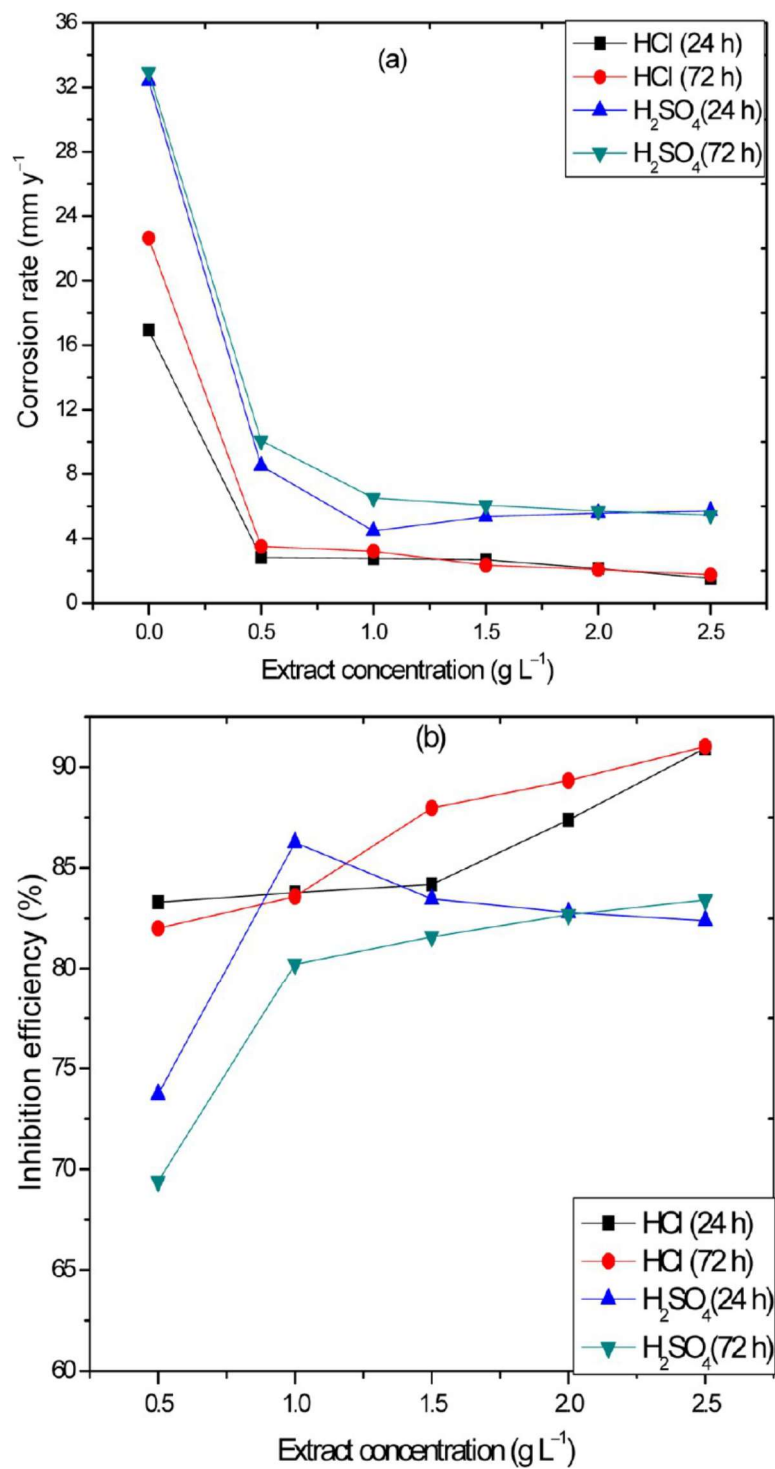 36
32
28
24
20
16
12
8
4
0
Corrosion rate (mm y⁻¹)
(a)
HCl (24 h)
HCl (72 h)
H₂SO₄(24 h)
H₂SO₄(72 h)
0.0 0.5 1.0 1.5 2.0 2.5
Extract concentration (g L⁻¹)
(b)
90
85
80
75
70
65
60
Inhibition efficiency (%)
HCl (24 h)
HCl (72 h)
H₂SO₄(24 h)
H₂SO₄(72 h)
0.5 1.0 1.5 2.0 2.5
Extract concentration (g L⁻¹)